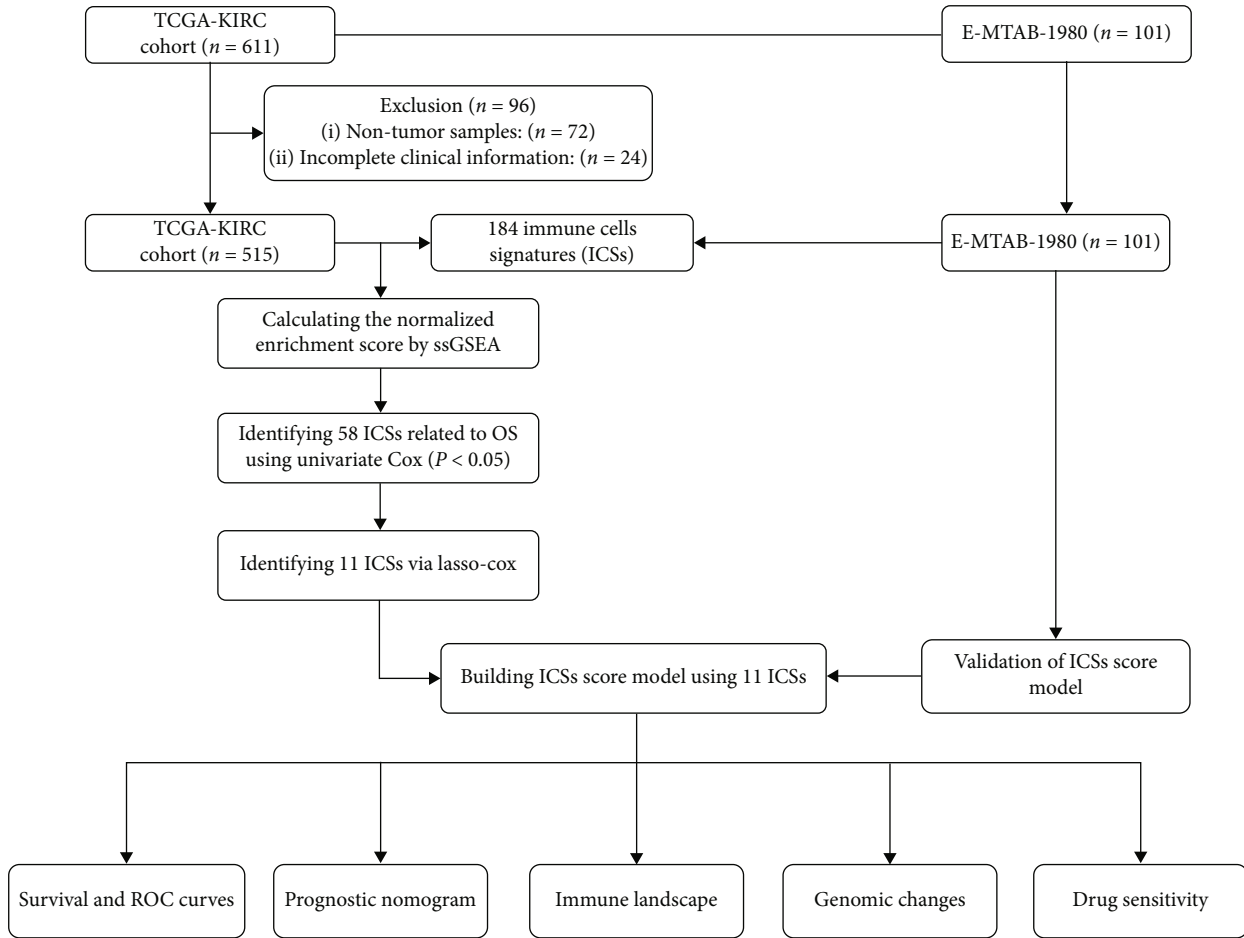 TCGA-KIRC
cohort (n = 611)
E-MTAB-1980 (n = 101)
Exclusion (n = 96)
(i) Non-tumor samples: (n = 72)
(ii) Incomplete clinical information: (n = 24)
TCGA-KIRC
cohort (n = 515)
184 immune cells
signatures (ICSs)
E-MTAB-1980 (n = 101)
Calculating the normalized
enrichment score by ssGSEA
Identifying 58 ICSs related to OS
using univariate Cox (P < 0.05)
Identifying 11 ICSs via lasso-cox
Building ICSs score model using 11 ICSs
Validation of ICSs score
model
Survival and ROC curves
Prognostic nomogram
Immune landscape
Genomic changes
Drug sensitivity